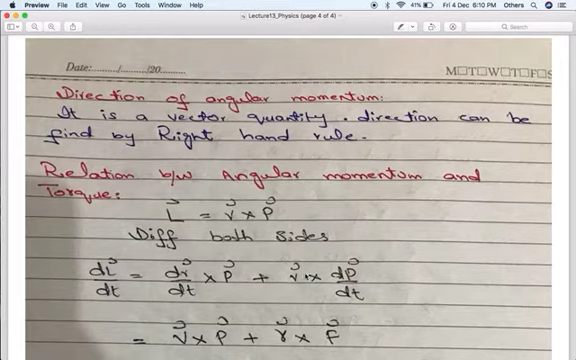 Preview File Edit View Go Tools Window Help 41% Fri 4 Dec 6:10 PM Others
Lecture13_Physics (page 4 of 4)
Search
Date:........../........../20..........
M☐T☐W☐T☐F☐S
Direction of angular momentum:
It is a vector quantity. direction can be
find by Right hand rule.
Relation b/w Angular momentum and
Torque:
L⃗ = r⃗ × P⃗
Diff both sides
dL⃗/dt = dr⃗/dt × P⃗ + r⃗ × dP⃗/dt
= V⃗ × P⃗ + r⃗ × F⃗